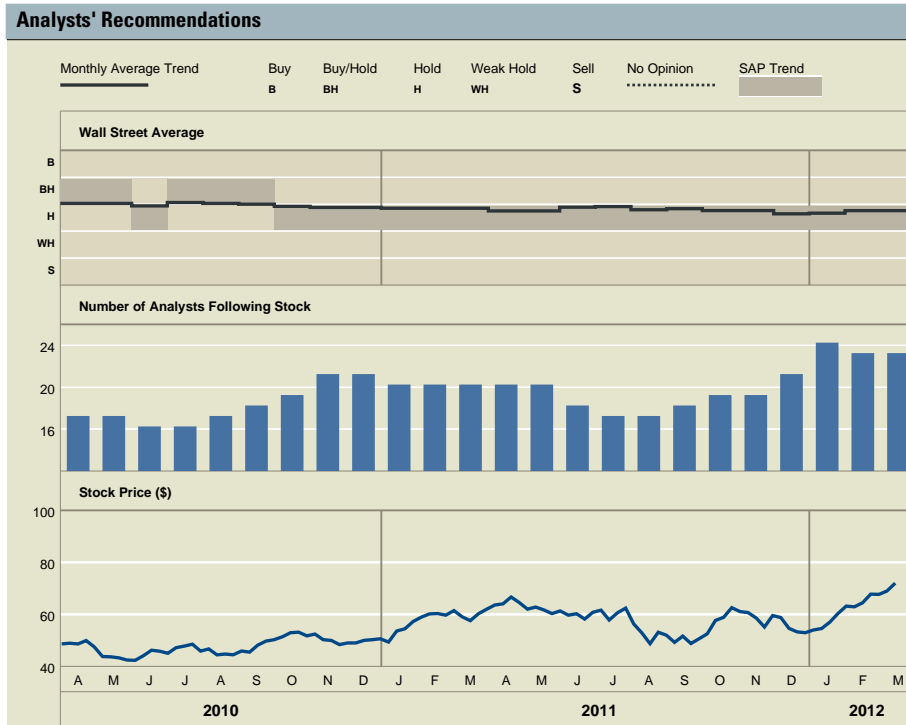 Analysts' Recommendations
Monthly Average Trend Buy Buy/Hold Hold Weak Hold Sell No Opinion SAP Trend
B BH H WH S
Wall Street Average
B
BH
H
WH
S
Number of Analysts Following Stock
24
20
16
Stock Price ($)
100
80
60
40
A M J J A S O N D J F M A M J J A S O N D J F M
2010 2011 2012